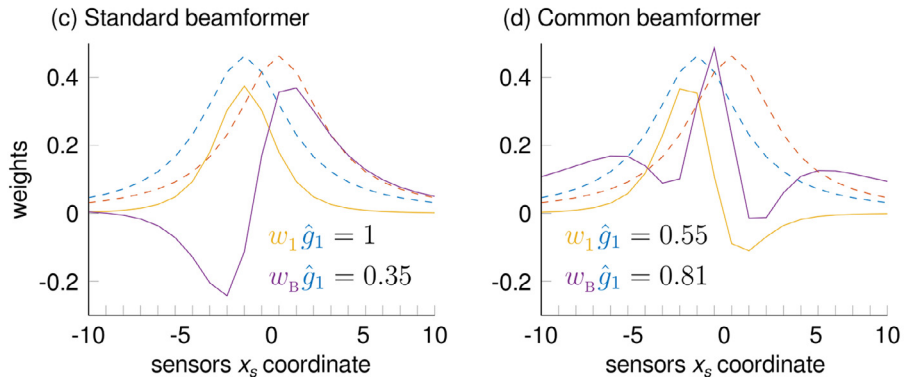 (c) Standard beamformer
(d) Common beamformer
weights
0.4
0.2
0
-0.2
w₁ĝ₁ = 1
w_Bĝ₁ = 0.35
-10
-5
0
5
10
sensors xₛ coordinate
0.4
0.2
0
-0.2
w₁ĝ₁ = 0.55
w_Bĝ₁ = 0.81
-10
-5
0
5
10
sensors xₛ coordinate